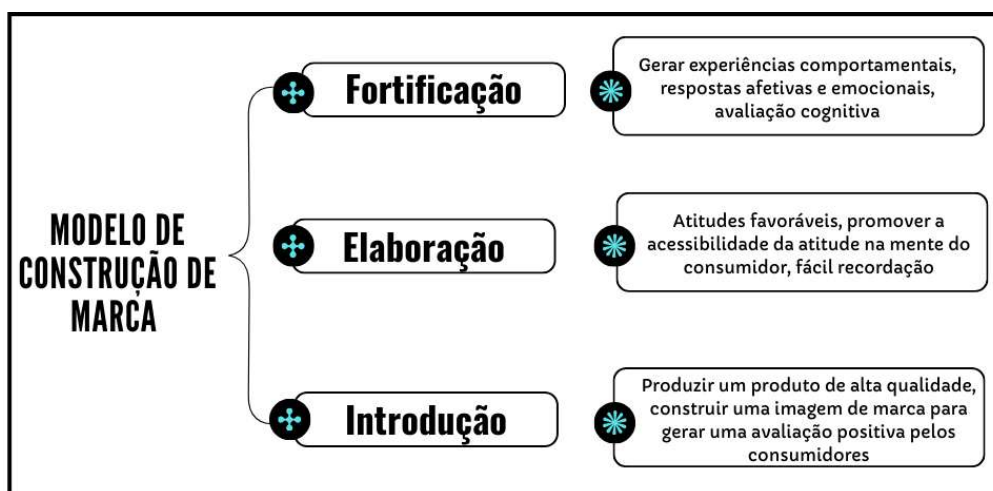 MODELO DE
CONSTRUÇÃO DE
MARCA
Fortificação
Gerar experiências comportamentais,
respostas afetivas e emocionais,
avaliação cognitiva
Elaboração
Atitudes favoráveis, promover a
acessibilidade da atitude na mente do
consumidor, fácil recordação
Introdução
Produzir um produto de alta qualidade,
construir uma imagem de marca para
gerar uma avaliação positiva pelos
consumidores